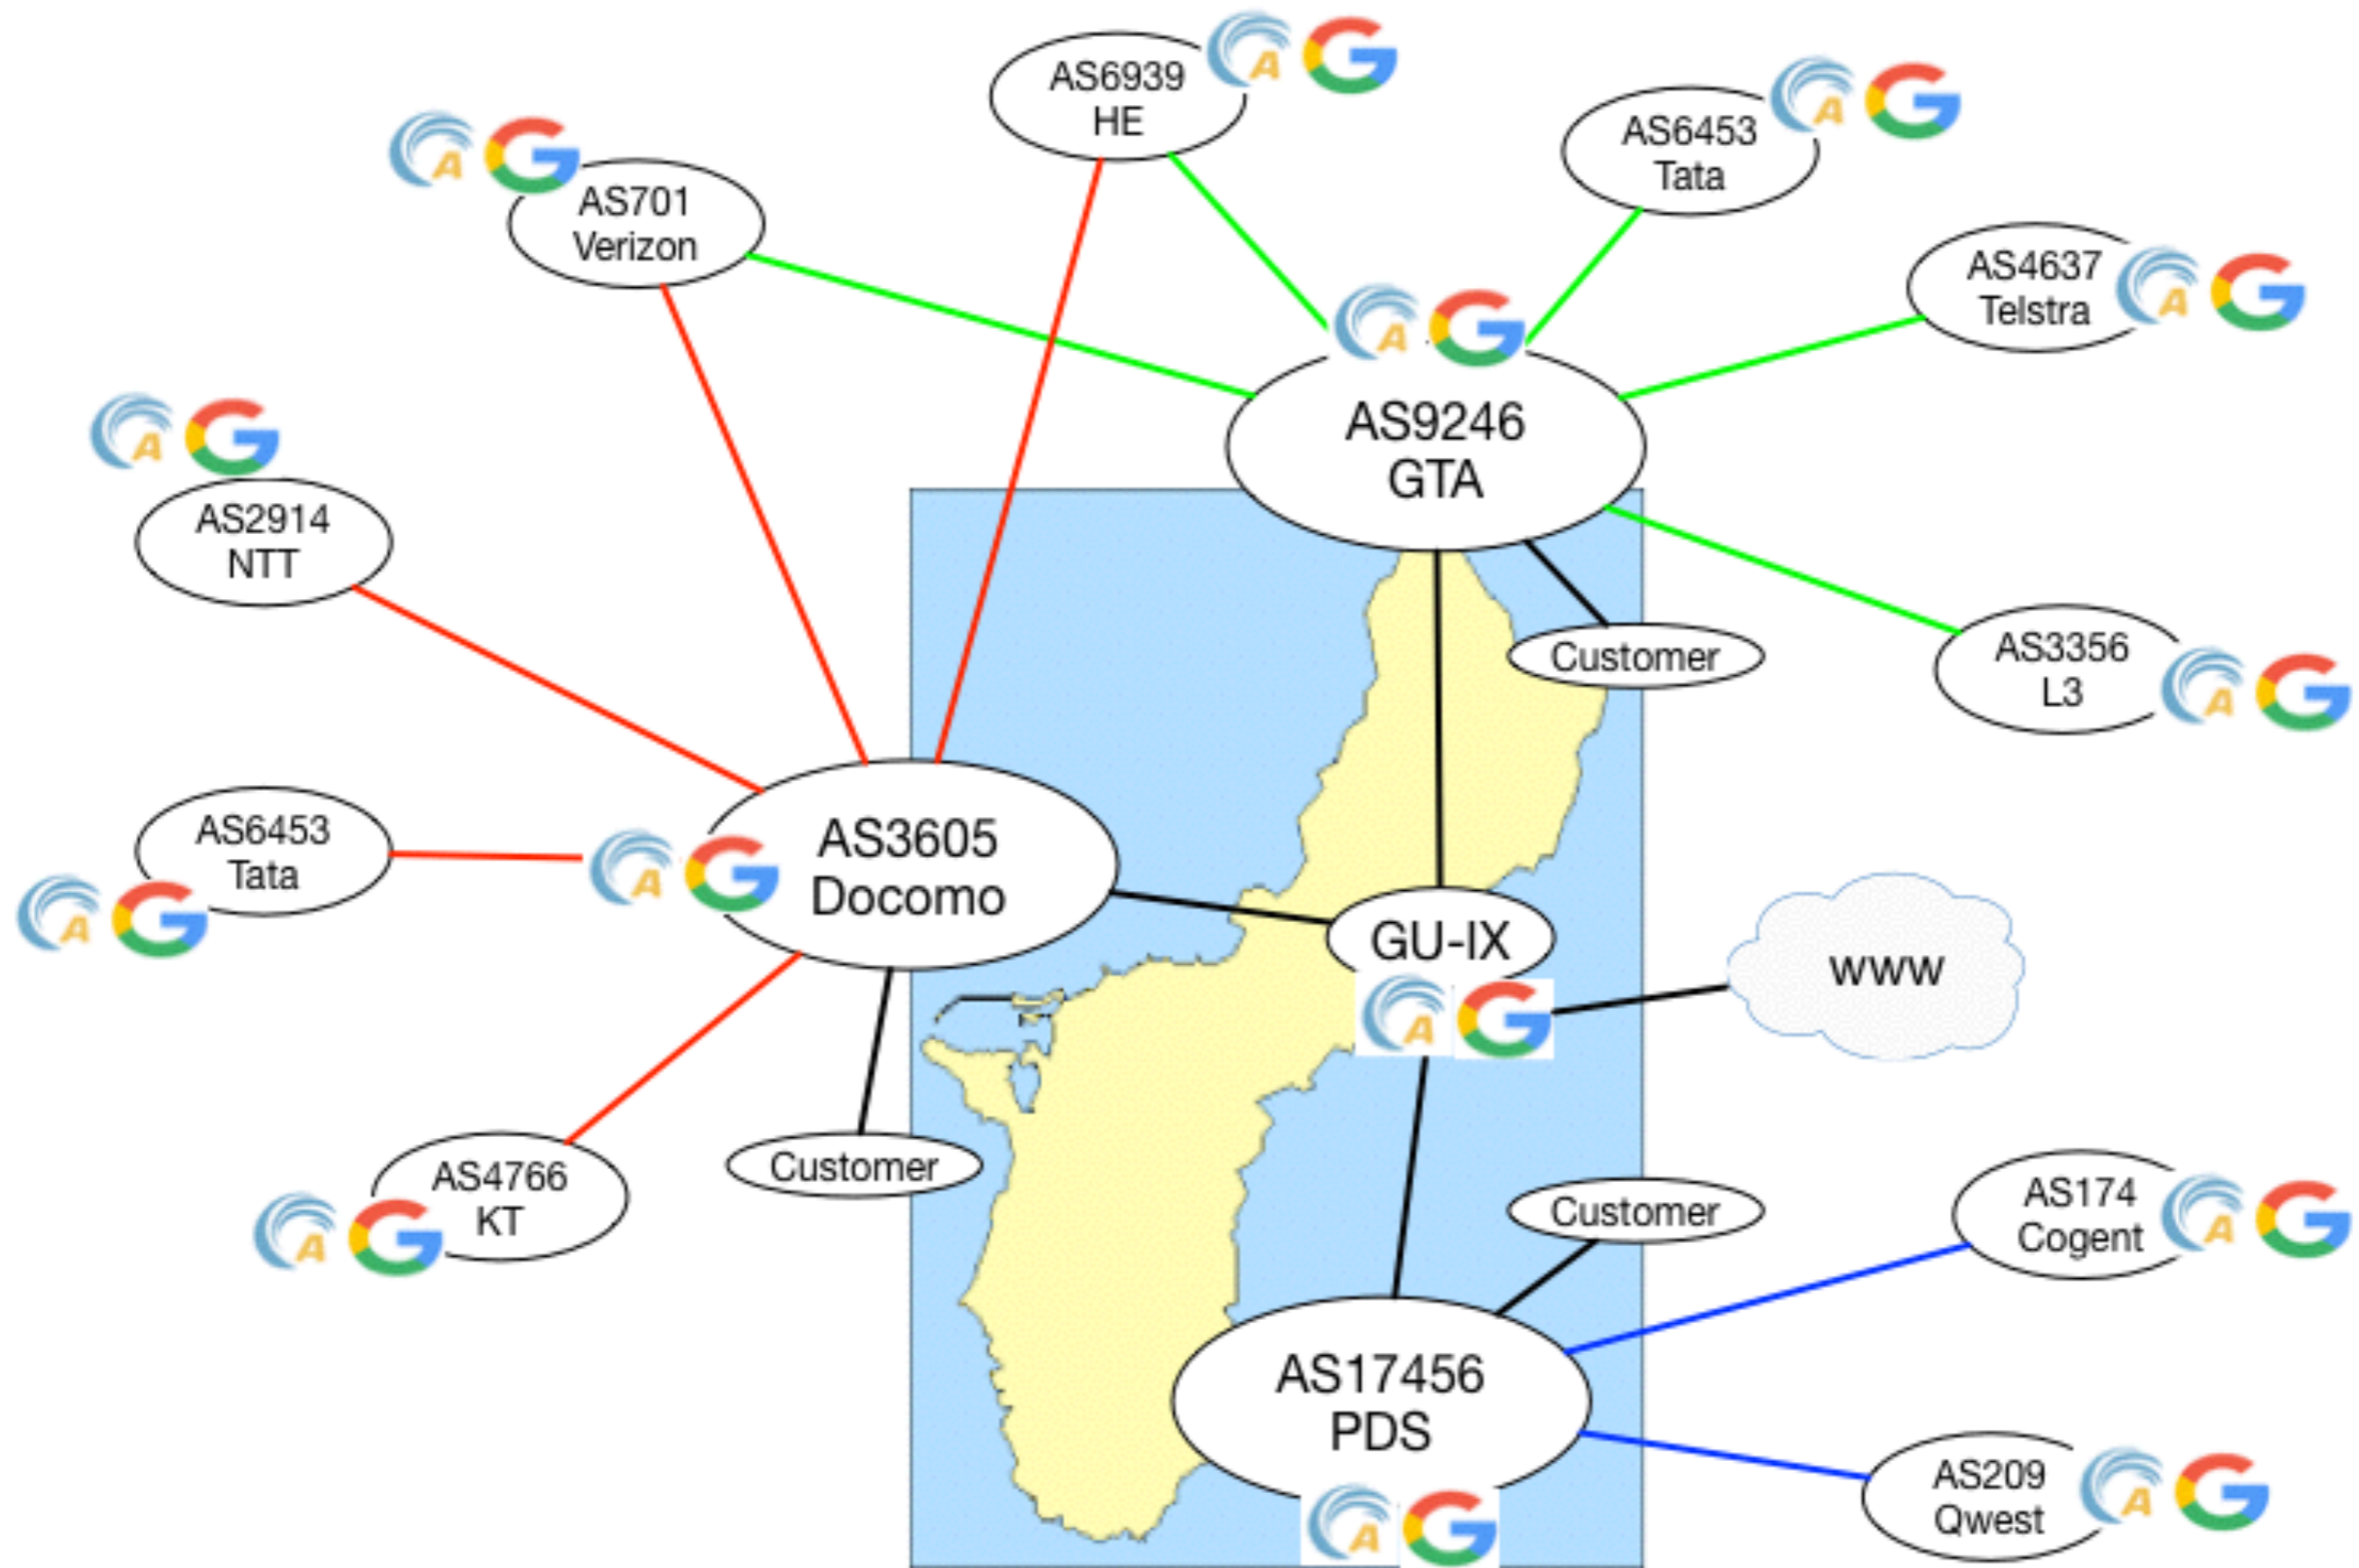 AS6939
HE
AS6453
Tata
AS701
Verizon
AS4637
Telstra
AS9246
GTA
AS2914
NTT
Customer
AS3356
L3
AS6453
Tata
AS3605
Docomo
GU-IX
www
AS4766
KT
Customer
Customer
AS174
Cogent
AS17456
PDS
AS209
Qwest